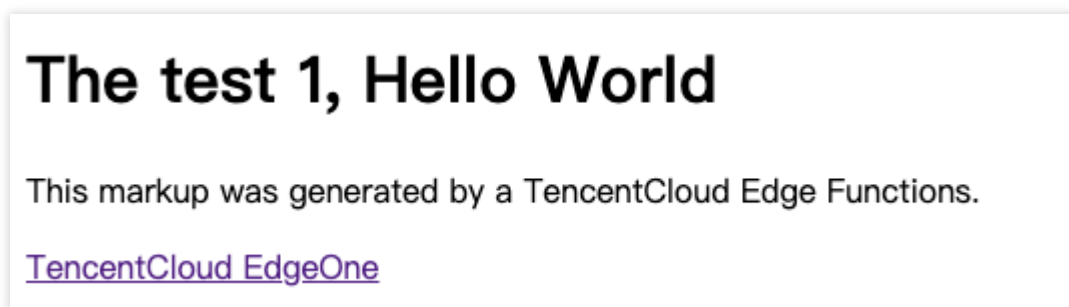 The test 1, Hello World
This markup was generated by a TencentCloud Edge Functions.
TencentCloud EdgeOne